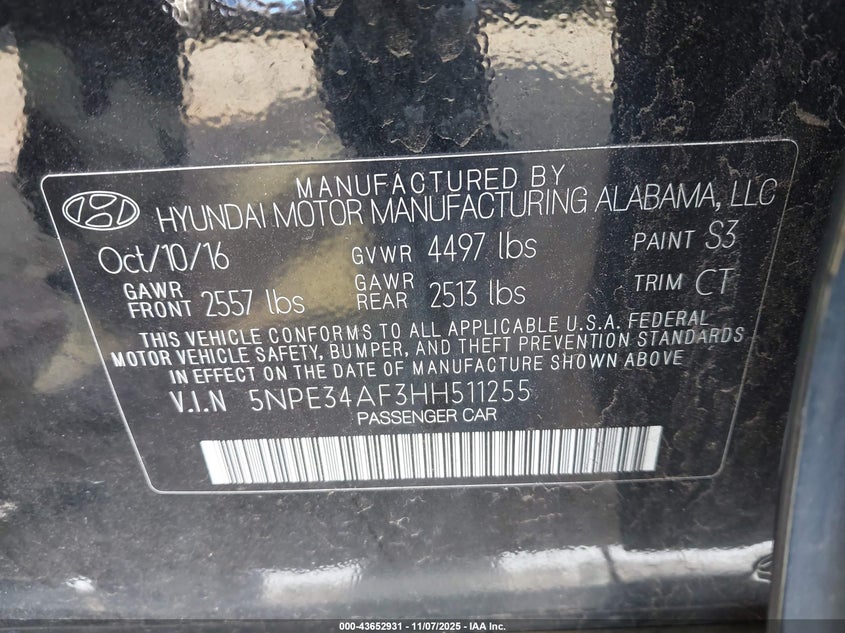 MANUFACTURED BY
HYUNDAI MOTOR MANUFACTURING ALABAMA, LLC
Oct/10/16 GVWR 4497 lbs PAINT S3
GAWR FRONT 2557 lbs GAWR REAR 2513 lbs TRIM CT
THIS VEHICLE CONFORMS TO ALL APPLICABLE U.S.A. FEDERAL
MOTOR VEHICLE SAFETY, BUMPER, AND THEFT PREVENTION STANDARDS
IN EFFECT ON THE DATE OF MANUFACTURE SHOWN ABOVE
V.I.N 5NPE34AF3HH511255
PASSENGER CAR
000-43652931 - 11/07/2025 - IAA Inc.